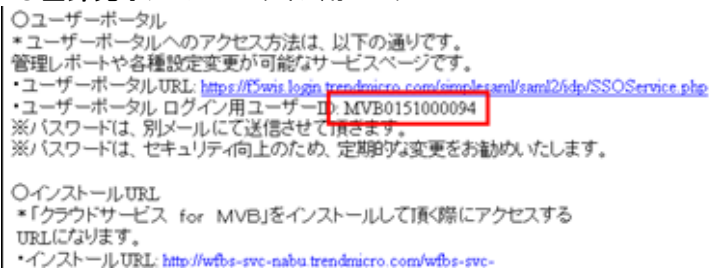 〇ユーザーポータル
*ユーザーポータルへのアクセス方法は、以下の通りです。
管理レポートや各種設定変更が可能なサービスページです。
・ユーザーポータルURL: https://f5wis.login.trendmicro.com/simplesaml/saml2/idp/SSOService.php
・ユーザーポータル ログイン用ユーザーID: MVB0151000094
※パスワードは、別メールにて送信させて頂きます。
※パスワードは、セキュリティ向上のため、定期的な変更をお勧めいたします。
〇インストールURL
*「クラウドサービス for MVB」をインストールして頂く際にアクセスする
URLになります。
・インストールURL: http://wfbs-svc-nabu.trendmicro.com/wfbs-svc-